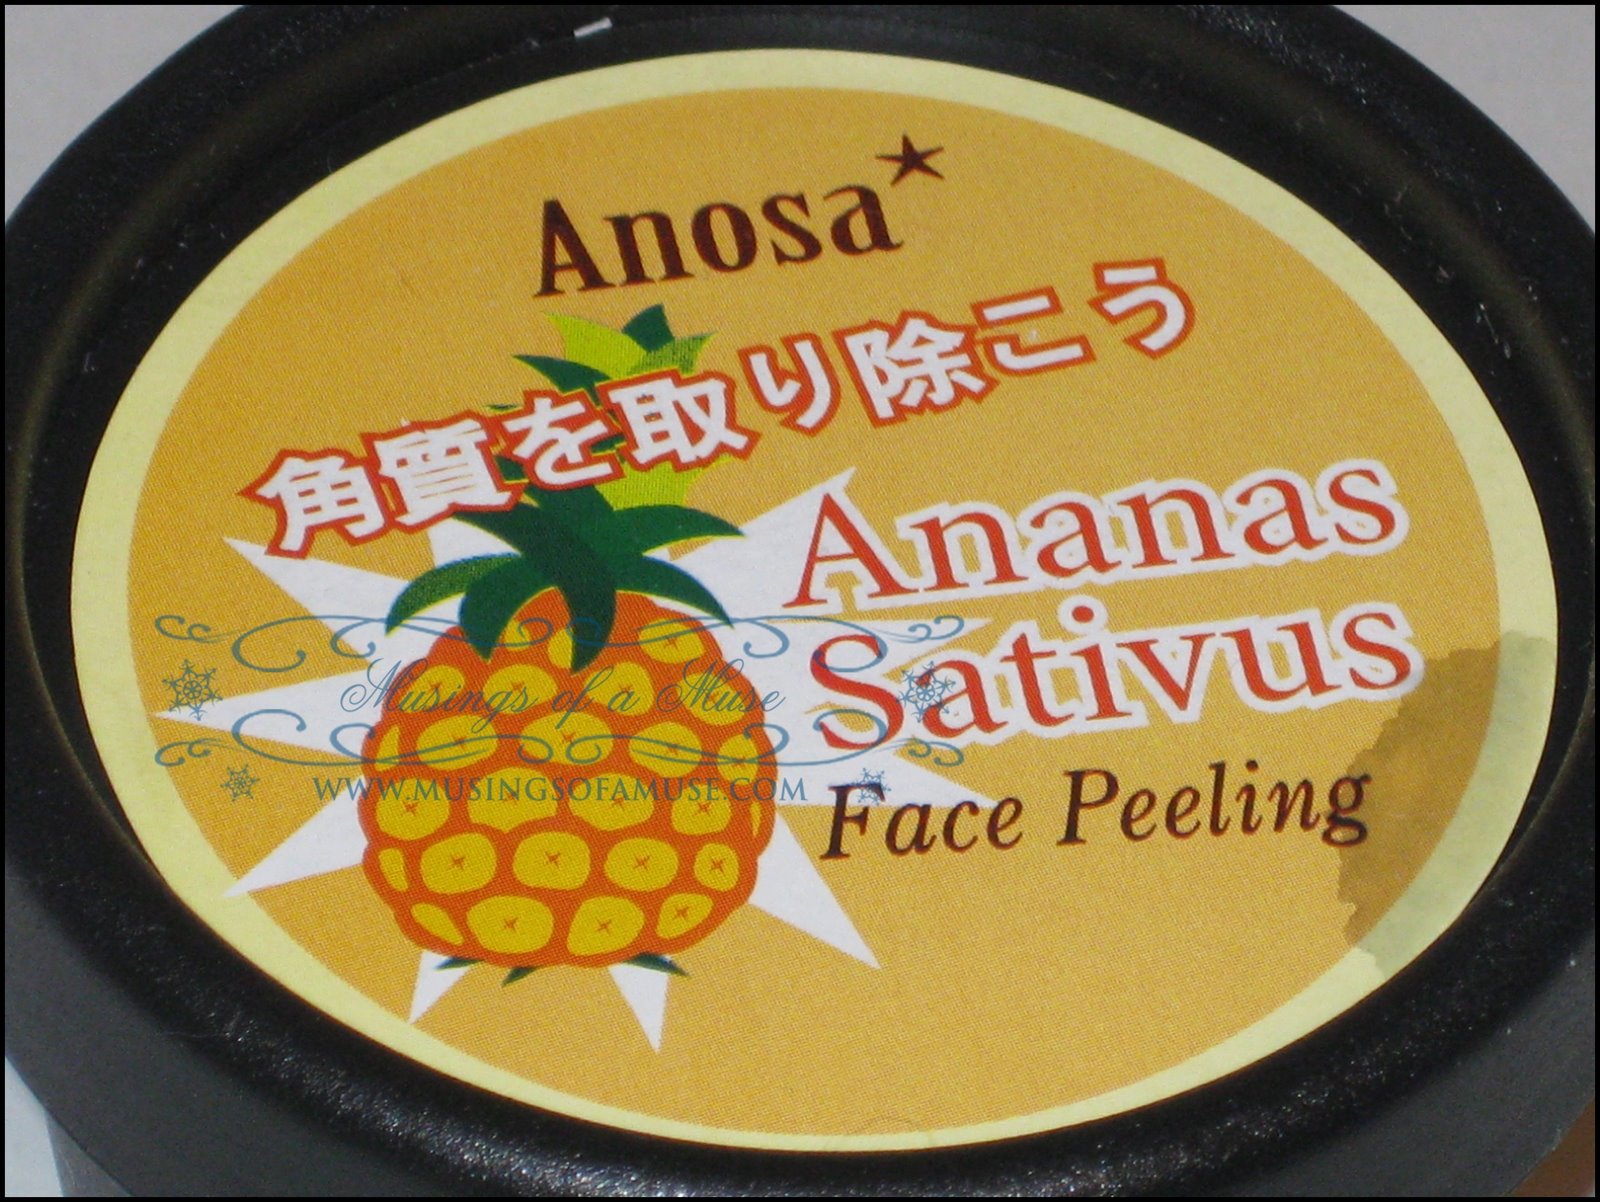 Anosa★
角質を取り除こう
Ananas
Sativus
Face Peeling
Musings of a Muse
WWW.MUSINGSOFAMUSE.COM